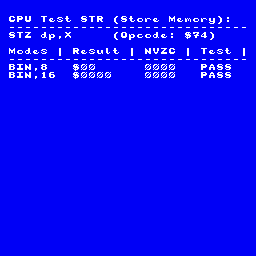 CPU Test STR (Store Memory):
------------------------------
STZ dp,X    (Opcode: $74)
------------------------------
Modes | Result | NVZC | Test |
------------------------------
BIN,8   $00      0000   PASS
BIN,16  $0000    0000   PASS